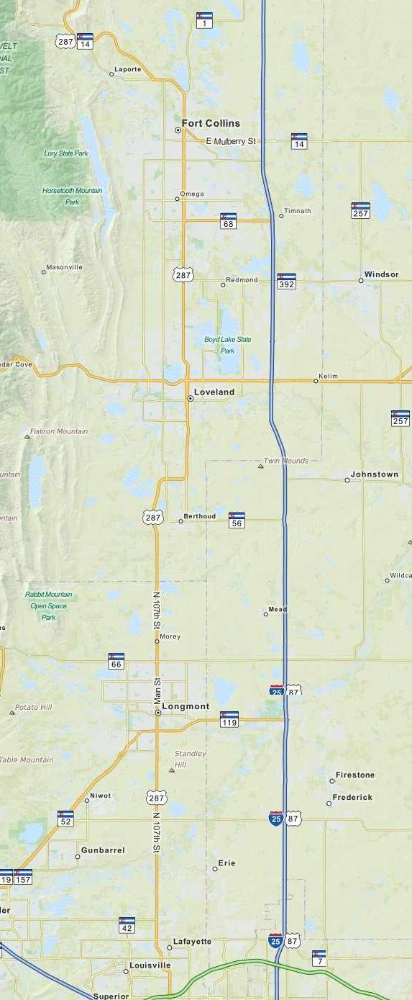 1
287
14
VELT
NAL
ST
Laporte
Fort Collins
E Mulberry St
14
Lory State Park
Horsetooth Mountain
Park
Omega
Timnath
257
68
Masonville
287
Redmond
392
Windsor
Boyd Lake State
Park
edar Cove
Kelim
Loveland
257
Flatiron Mountain
Twin Mounds
untain
Johnstown
ntain
287
Berthoud
56
Wildca
Rabbit Mountain
Open Space
Park
N 107th St
Mead
as
Morey
66
Main St
25
87
Potato Hill
Longmont
119
Standley
Hill
Table Mountain
Firestone
Niwot
287
Frederick
52
25
87
N 107th St
Gunbarrel
Erie
19
157
ler
42
25
87
Lafayette
7
Louisville
Superior